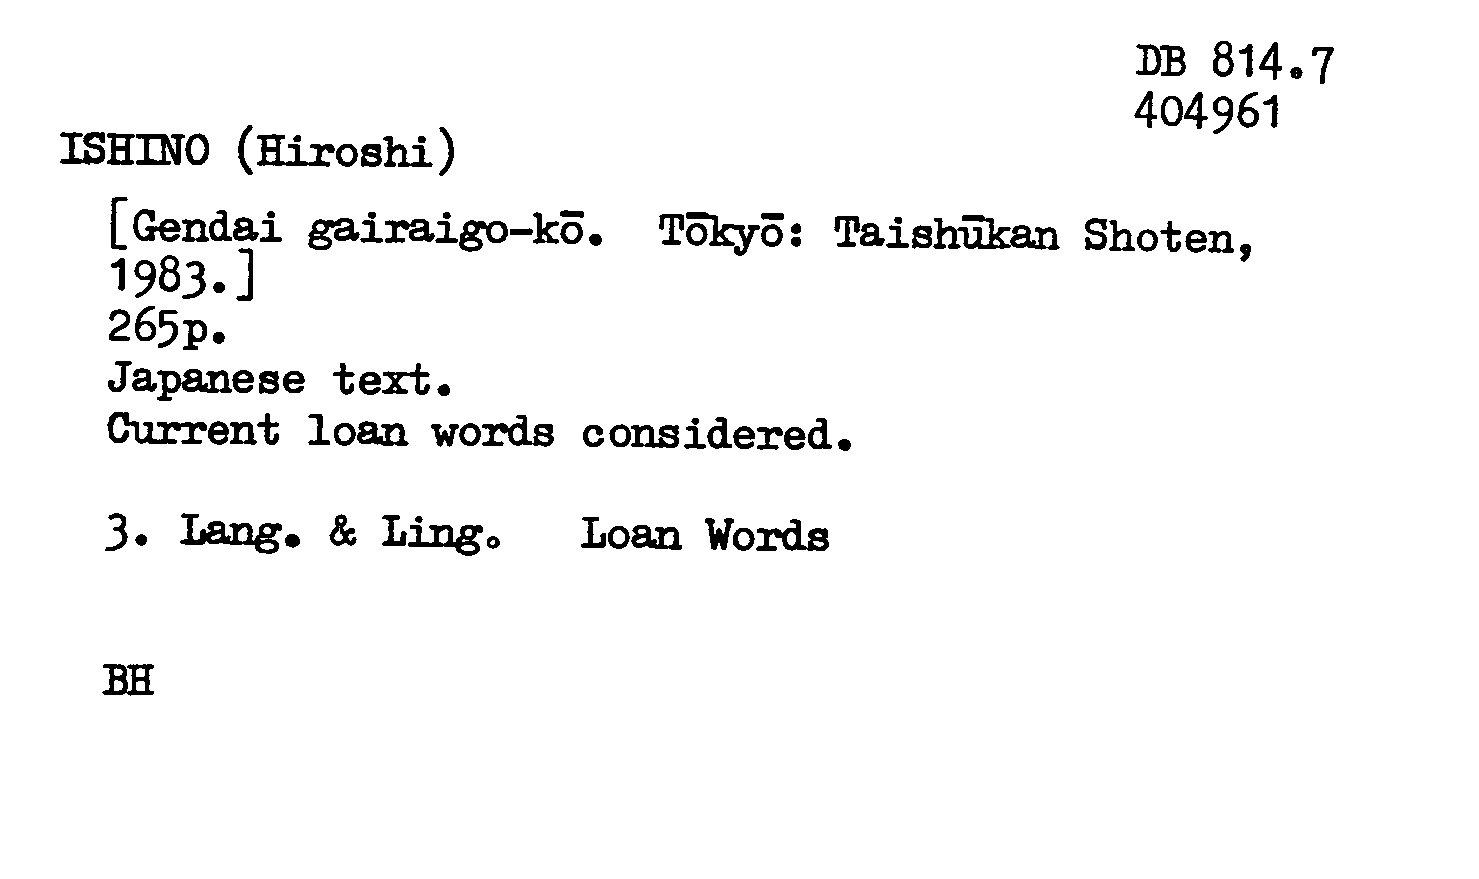 DB 814.7
404961
ISHINO (Hiroshi)
[Gendai gairaigo-kō. Tōkyō: Taishūkan Shoten,
1983.]
265p.
Japanese text.
Current loan words considered.
3. Lang. & Ling. Loan Words
BH